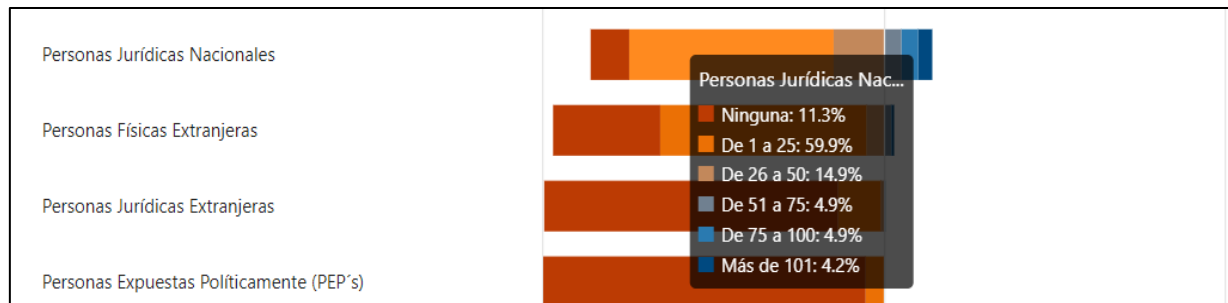 Personas Jurídicas Nacionales
Personas Jurídicas Nac...
Ninguna: 11.3%
Personas Físicas Extranjeras
De 1 a 25: 59.9%
De 26 a 50: 14.9%
Personas Jurídicas Extranjeras
De 51 a 75: 4.9%
De 75 a 100: 4.9%
Más de 101: 4.2%
Personas Expuestas Políticamente (PEP´s)